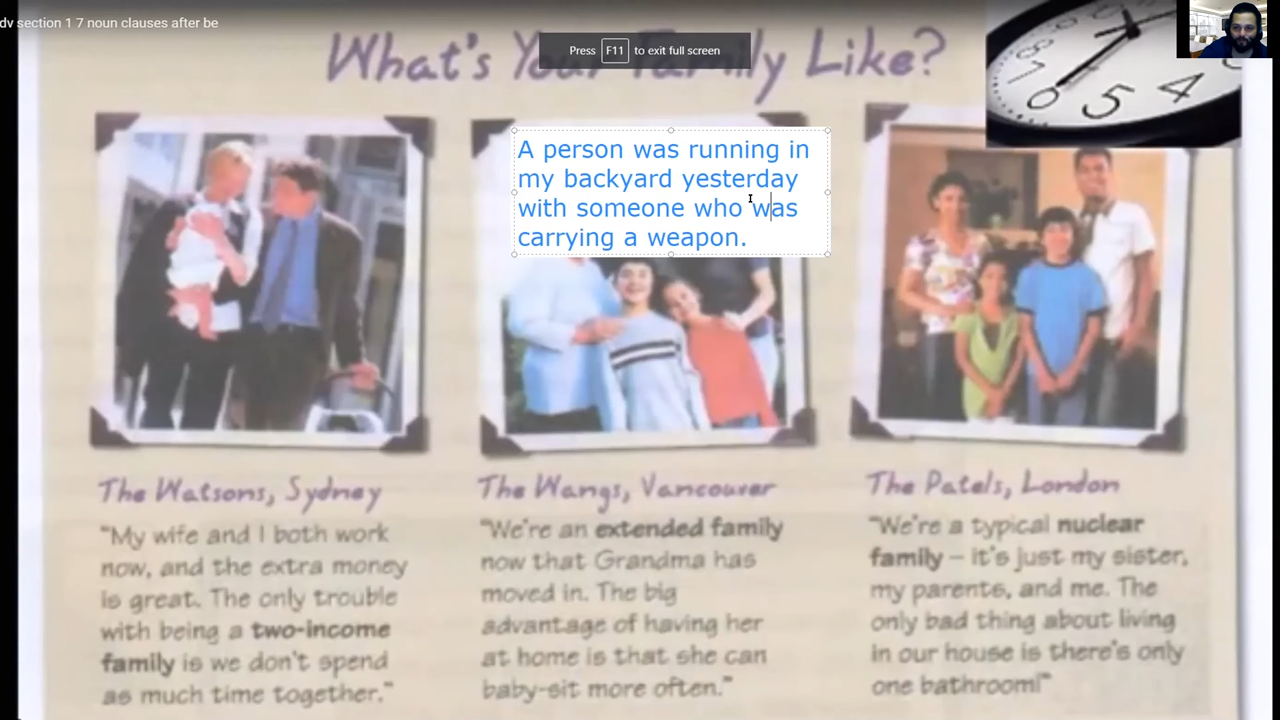 dv section 1 7 noun clauses after be
Press F11 to exit full screen
What's Your Family Like?
A person was running in
my backyard yesterday
with someone who was
carrying a weapon.
The Watsons, Sydney
"My wife and I both work
now, and the extra money
is great. The only trouble
with being a two-income
family is we don't spend
as much time together."
The Wangs, Vancouver
"We're an extended family
now that Grandma has
moved in. The big
advantage of having her
at home is that she can
baby-sit more often."
The Patels, London
"We're a typical nuclear
family – it's just my sister,
my parents, and me. The
only bad thing about living
in our house is there's only
one bathroom!"